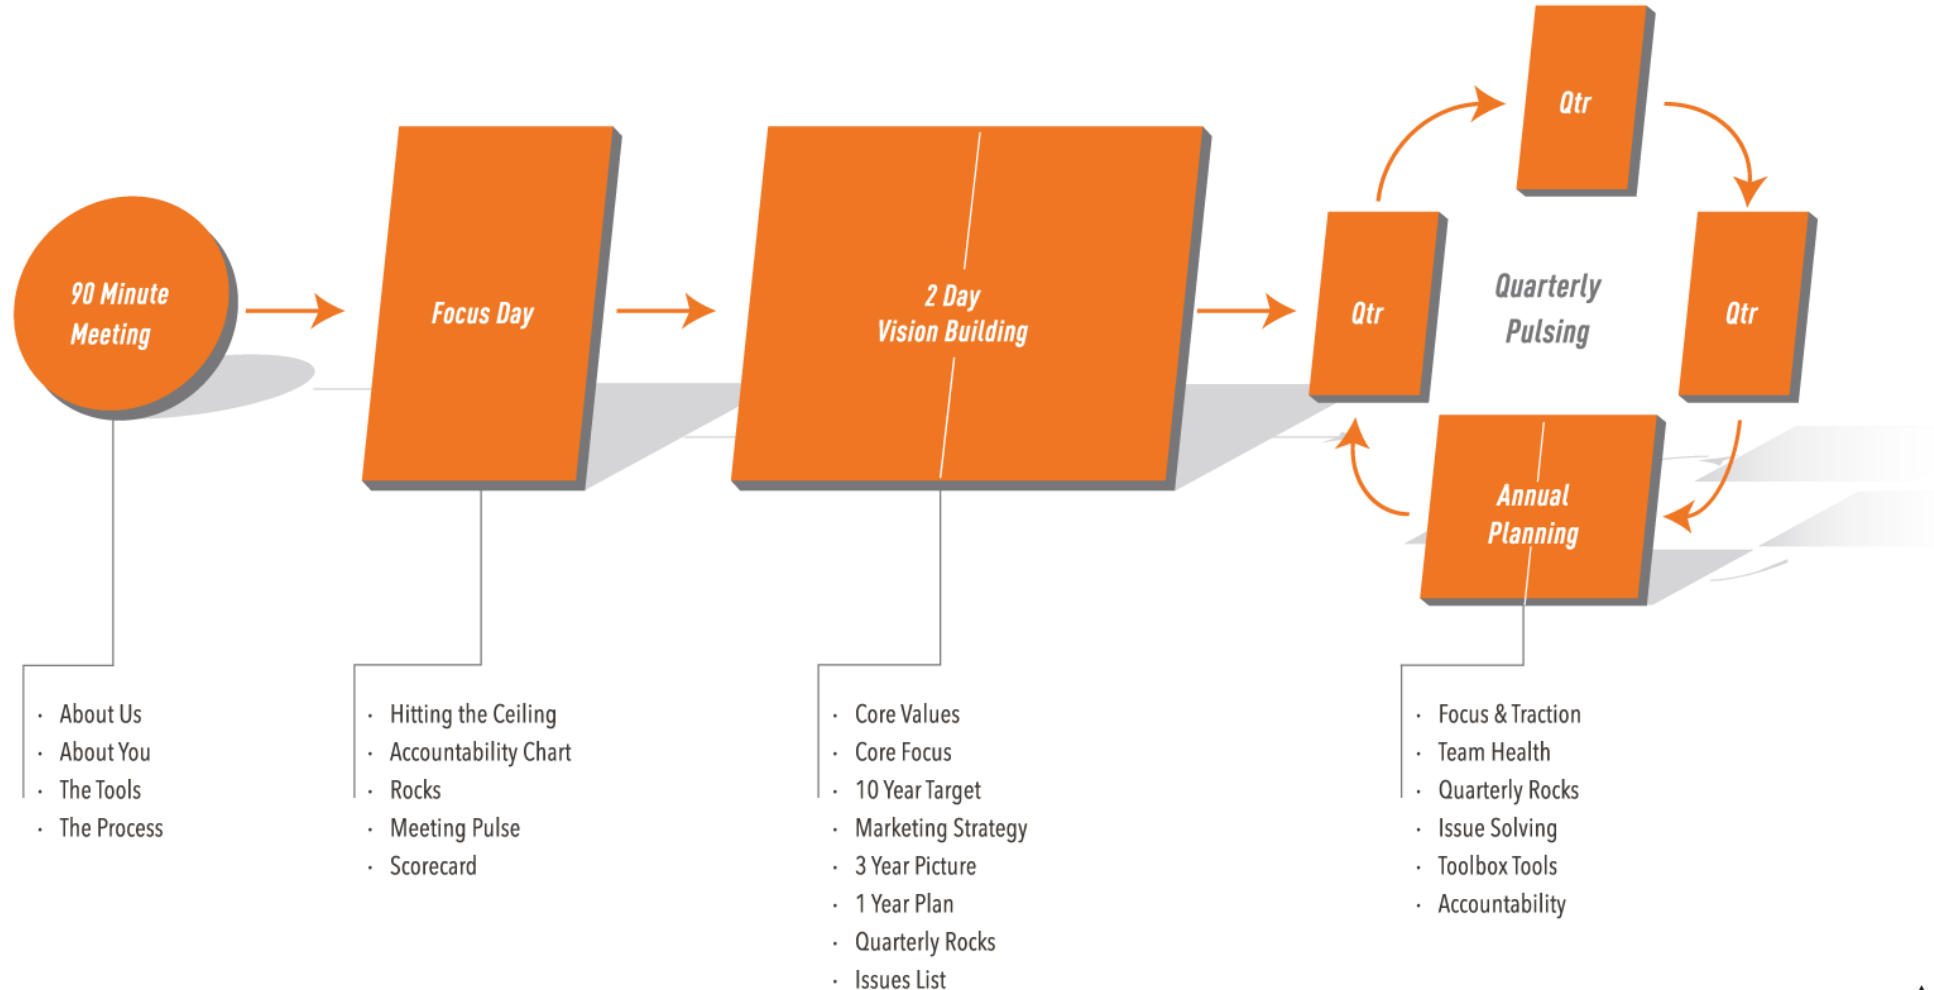 90 Minute
Meeting
Focus Day
2 Day
Vision Building
Qtr
Qtr
Qtr
Quarterly
Pulsing
Annual
Planning
· About Us
· About You
· The Tools
· The Process
· Hitting the Ceiling
· Accountability Chart
· Rocks
· Meeting Pulse
· Scorecard
· Core Values
· Core Focus
· 10 Year Target
· Marketing Strategy
· 3 Year Picture
· 1 Year Plan
· Quarterly Rocks
· Issues List
· Focus & Traction
· Team Health
· Quarterly Rocks
· Issue Solving
· Toolbox Tools
· Accountability